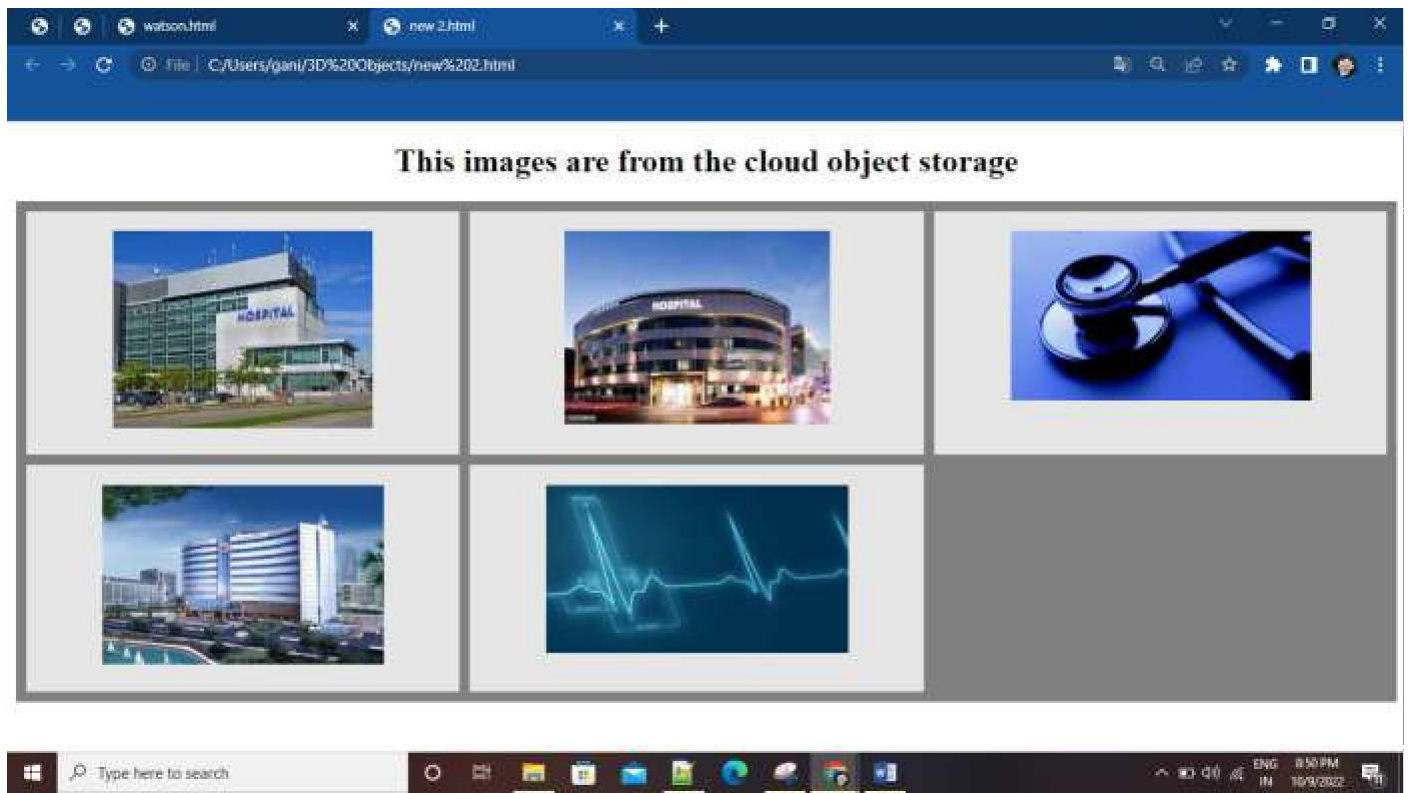 watson.html
new 2.html
File | C:/Users/gani/3D%20Objects/new%202.html
This images are from the cloud object storage
HOSPITAL
HOSPITAL
Type here to search
ENG
IN
8:50 PM
10/9/2022